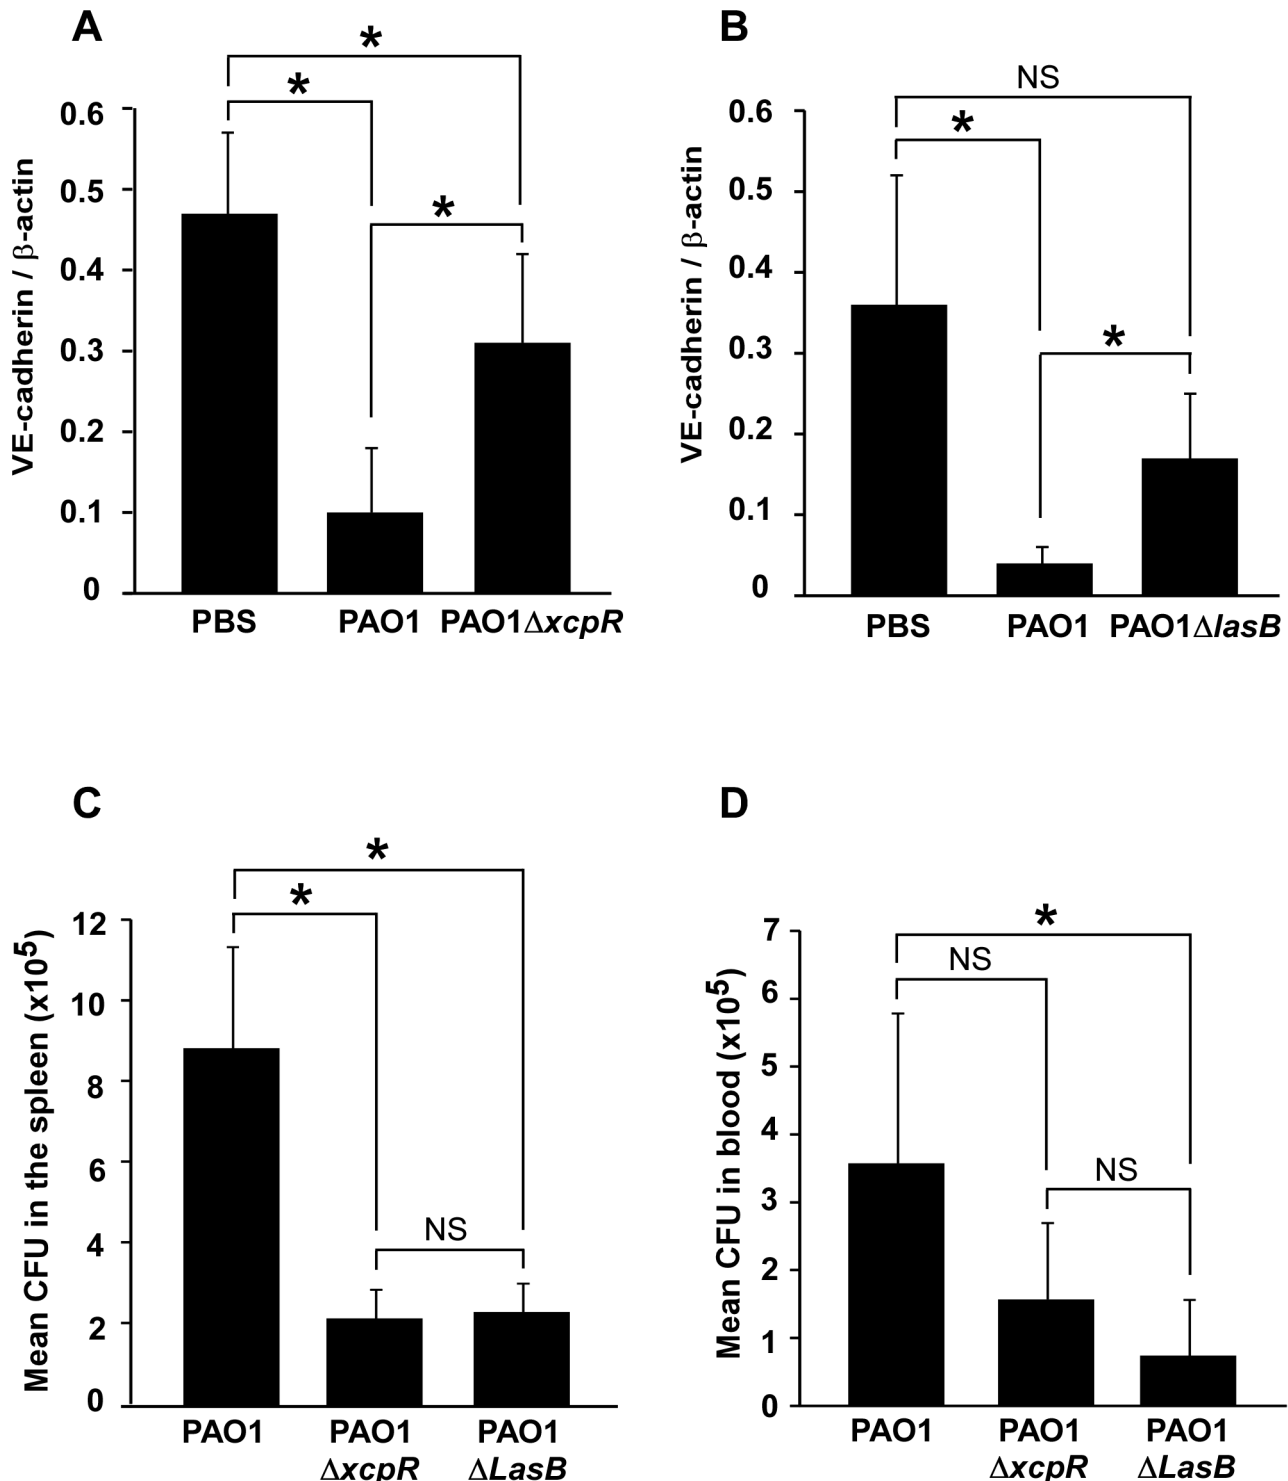 A
*
*
*
VE-cadherin / β-actin
0.6
0.5
0.4
0.3
0.2
0.1
0
PBS PAO1 PAO1ΔxcpR
B
NS
*
*
VE-cadherin / β-actin
0.6
0.5
0.4
0.3
0.2
0.1
0
PBS PAO1 PAO1ΔlasB
C
*
*
NS
Mean CFU in the spleen (x10⁵)
12
10
8
6
4
2
0
PAO1 PAO1 PAO1
ΔxcpR ΔLasB
D
*
NS
NS
Mean CFU in blood (x10⁵)
7
6
5
4
3
2
1
0
PAO1 PAO1 PAO1
ΔxcpR ΔLasB